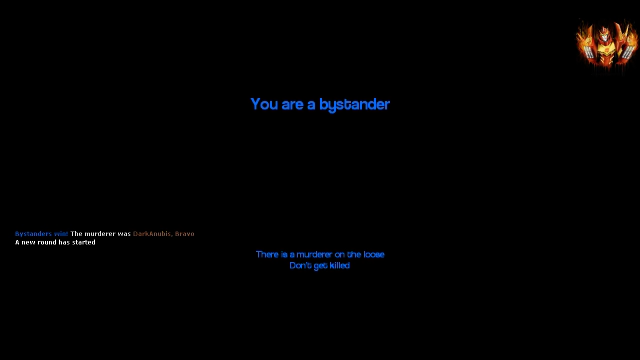 You are a bystander
Bystanders win! The murderer was DarkAnubis, Bravo
A new round has started
There is a murderer on the loose
Don't get killed